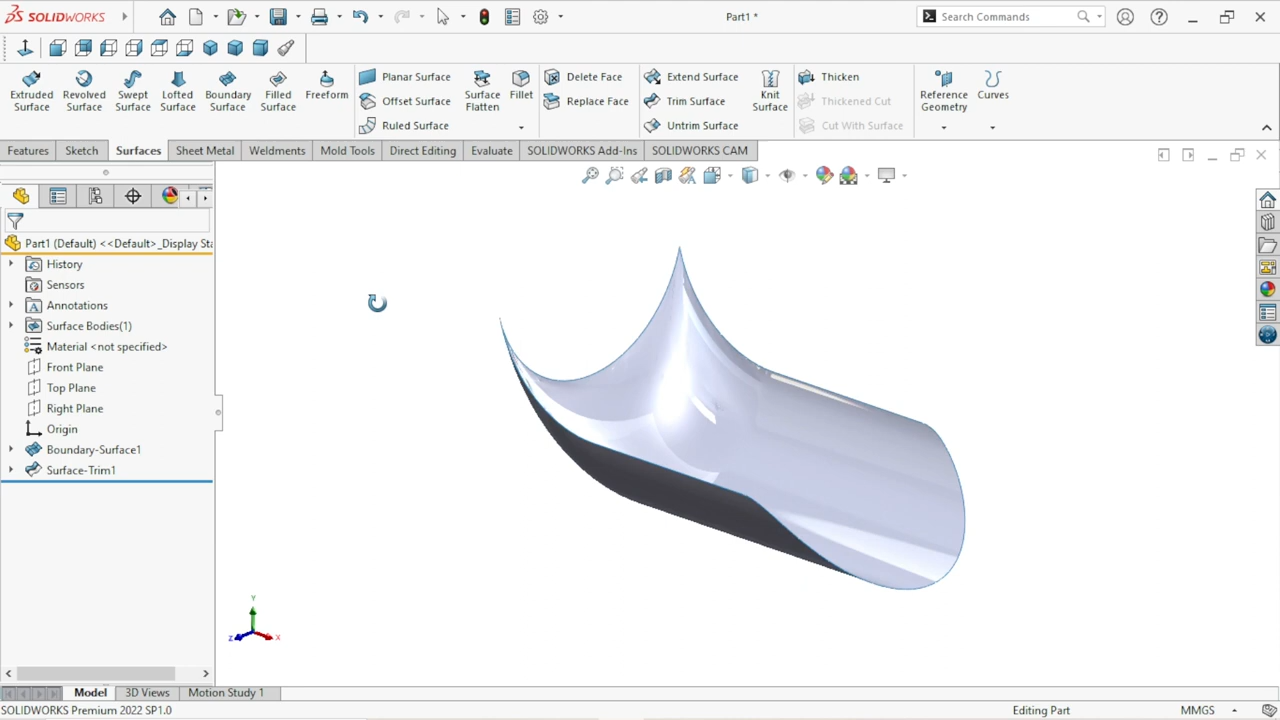 SOLIDWORKS
Part1 *
Search Commands
Extruded Surface
Revolved Surface
Swept Surface
Lofted Surface
Boundary Surface
Filled Surface
Freeform
Planar Surface
Offset Surface
Ruled Surface
Surface Flatten
Fillet
Delete Face
Replace Face
Extend Surface
Trim Surface
Untrim Surface
Knit Surface
Thicken
Thickened Cut
Cut With Surface
Reference Geometry
Curves
Features
Sketch
Surfaces
Sheet Metal
Weldments
Mold Tools
Direct Editing
Evaluate
SOLIDWORKS Add-Ins
SOLIDWORKS CAM
Part1 (Default) <<Default>_Display Sta
History
Sensors
Annotations
Surface Bodies(1)
Material <not specified>
Front Plane
Top Plane
Right Plane
Origin
Boundary-Surface1
Surface-Trim1
Y
Z
X
Model
3D Views
Motion Study 1
SOLIDWORKS Premium 2022 SP1.0
Editing Part
MMGS